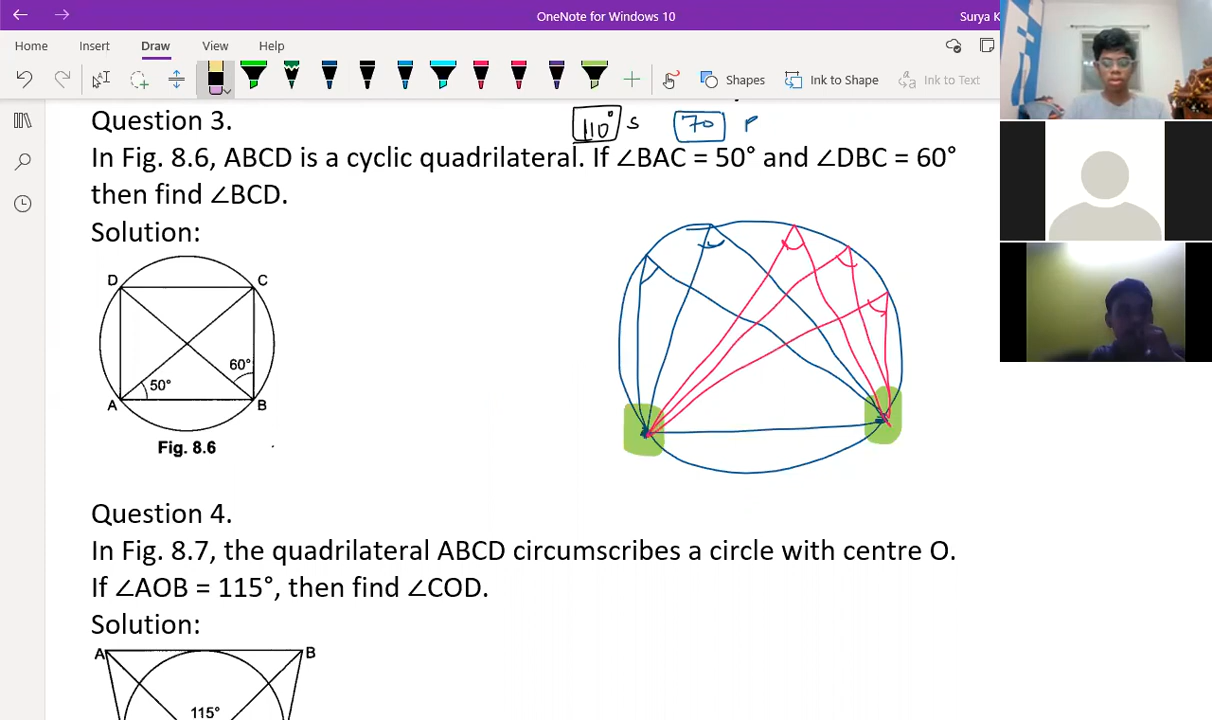 OneNote for Windows 10
Surya K
Home Insert Draw View Help
Shapes Ink to Shape Ink to Text
Question 3.
110° s 70 P
In Fig. 8.6, ABCD is a cyclic quadrilateral. If ∠BAC = 50° and ∠DBC = 60°
then find ∠BCD.
Solution:
D C
60°
50°
A B
Fig. 8.6
Question 4.
In Fig. 8.7, the quadrilateral ABCD circumscribes a circle with centre O.
If ∠AOB = 115°, then find ∠COD.
Solution:
A B
115°